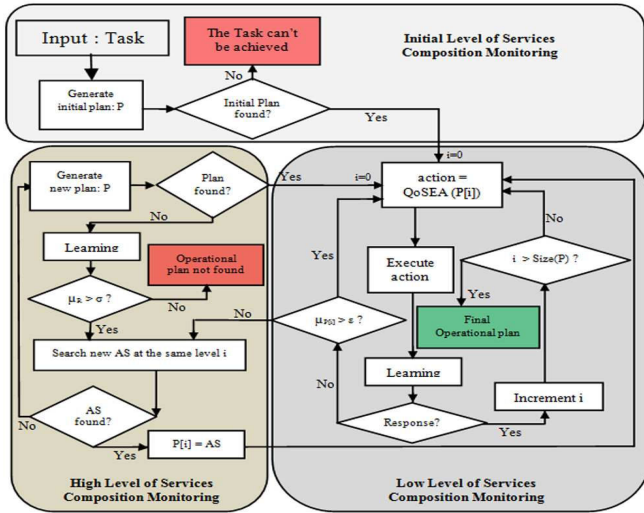 Input : Task
The Task can't
be achieved
Initial Level of Services
Composition Monitoring
No
Generate
initial plan: P
Initial Plan
found?
Yes
i=0
Generate
new plan: P
Plan
found?
Yes
i=0
action =
QoSEA (P[i])
No
No
Learning
Operational
plan not found
Yes
Execute
action
i > Size(P) ?
μR > σ ?
No
Yes
No
μPSi > ε ?
Final
Operational plan
Yes
Search new AS at the same level i
No
Learning
Increment i
AS
found?
No
Response?
Yes
Yes
P[i] = AS
High Level of Services
Composition Monitoring
Low Level of Services
Composition Monitoring